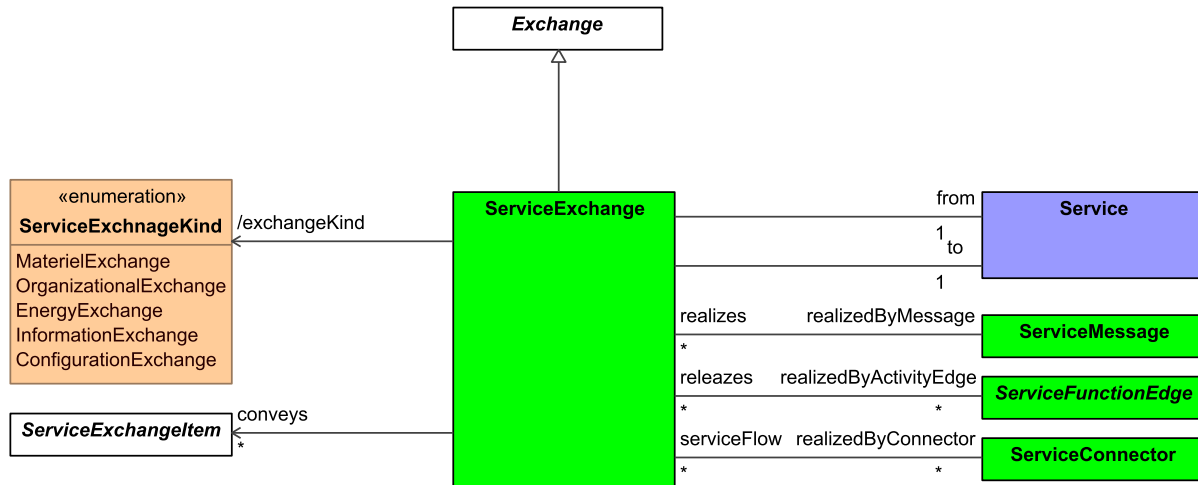 Exchange
«enumeration»
ServiceExchnageKind
MaterielExchange
OrganizationalExchange
EnergyExchange
InformationExchange
ConfigurationExchange
/exchangeKind
ServiceExchange
from
1
to
1
Service
realizes
*
realizedByMessage
ServiceMessage
releazes
*
realizedByActivityEdge
*
ServiceFunctionEdge
conveys
*
ServiceExchangeItem
serviceFlow
*
realizedByConnector
*
ServiceConnector